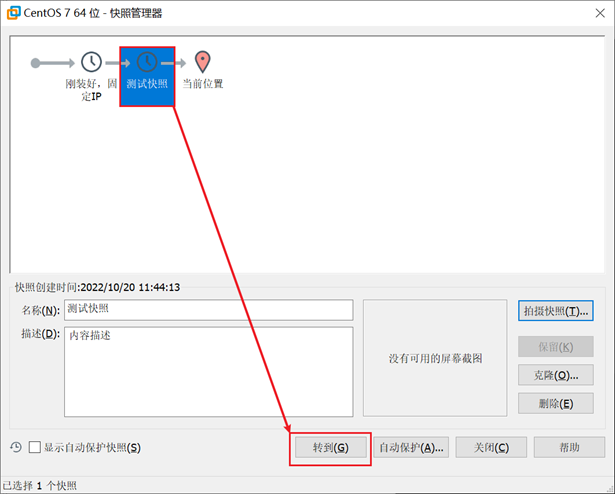 CentOS 7 64 位 - 快照管理器
刚装好，固
定IP
测试快照
当前位置
快照创建时间:2022/10/20 11:44:13
名称(N):
测试快照
拍摄快照(T)...
描述(D):
内容描述
没有可用的屏幕截图
保留(K)
克隆(O)...
删除(E)
显示自动保护快照(S)
转到(G)
自动保护(A)...
关闭(C)
帮助
已选择 1 个快照